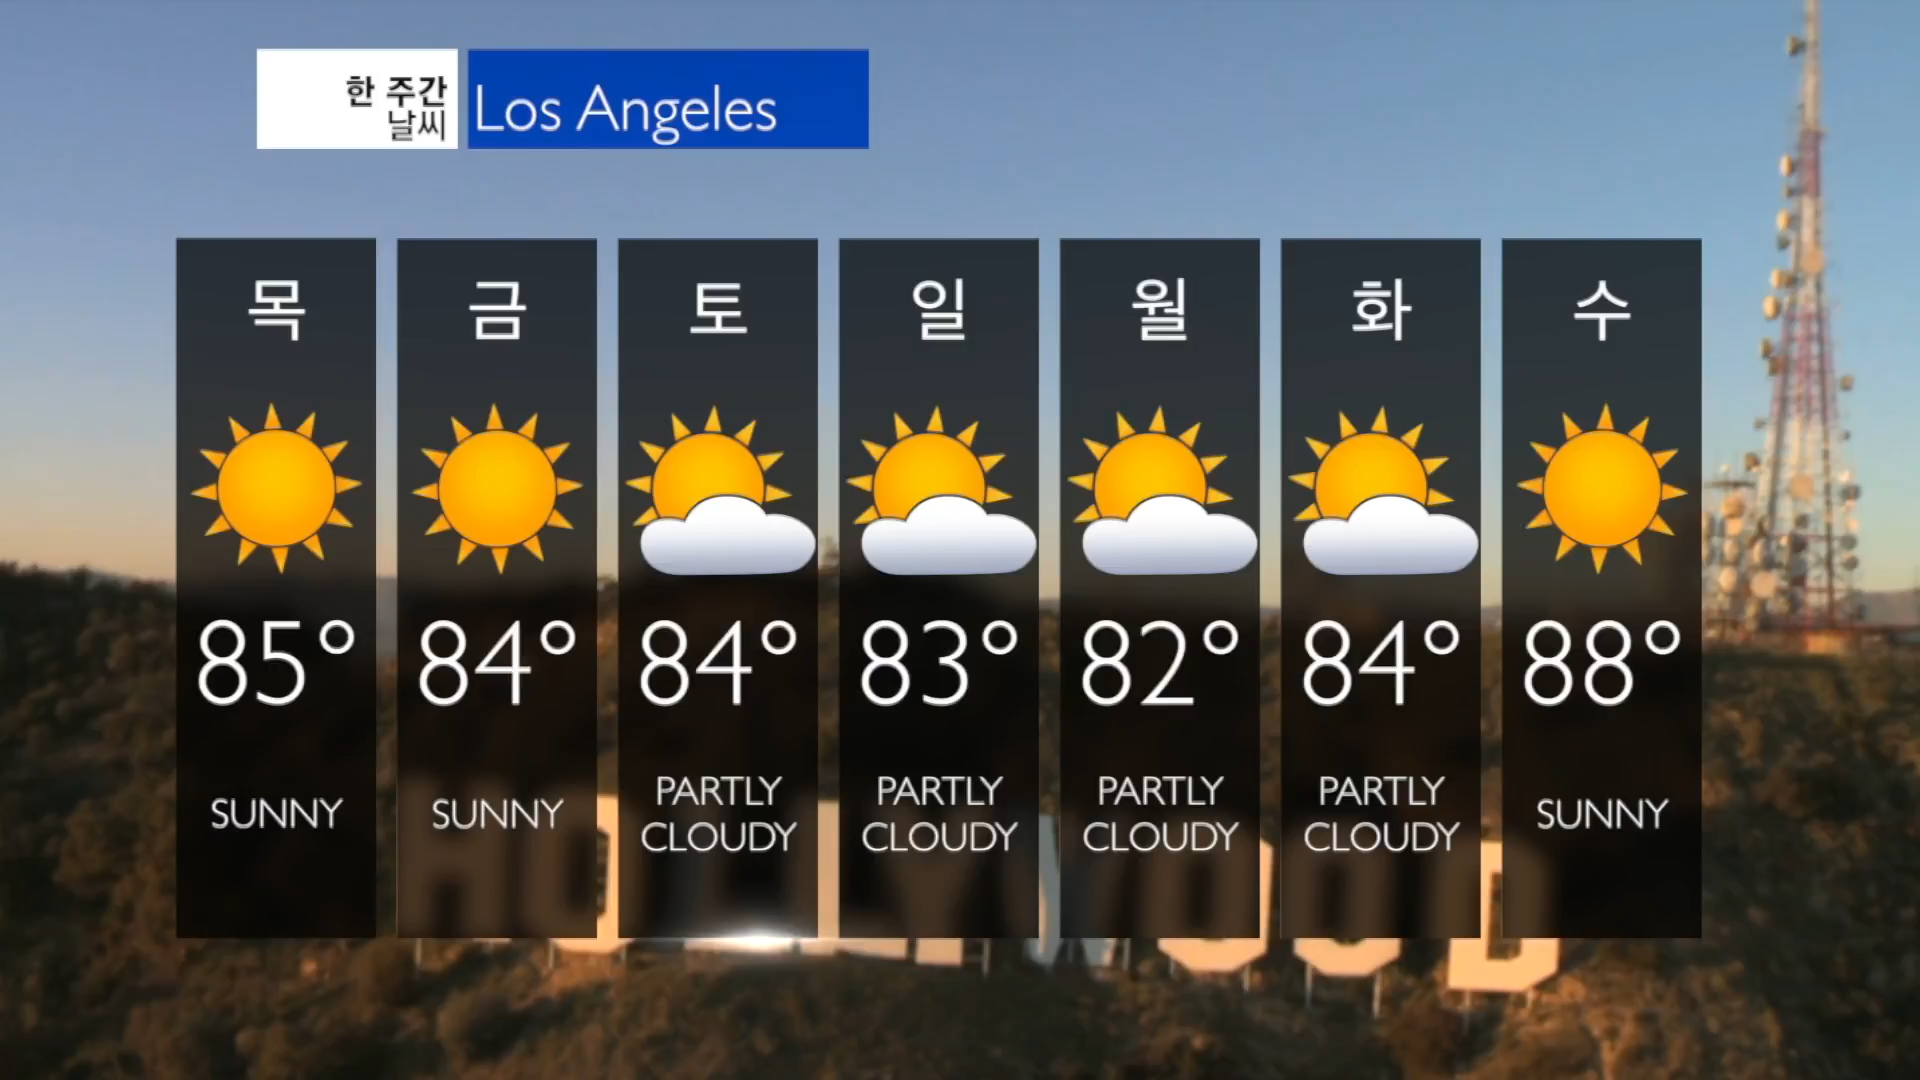 한 주간
날씨
Los Angeles
목
금
토
일
월
화
수
85°
84°
84°
83°
82°
84°
88°
SUNNY
SUNNY
PARTLY
CLOUDY
PARTLY
CLOUDY
PARTLY
CLOUDY
PARTLY
CLOUDY
SUNNY
HOLLYWOOD